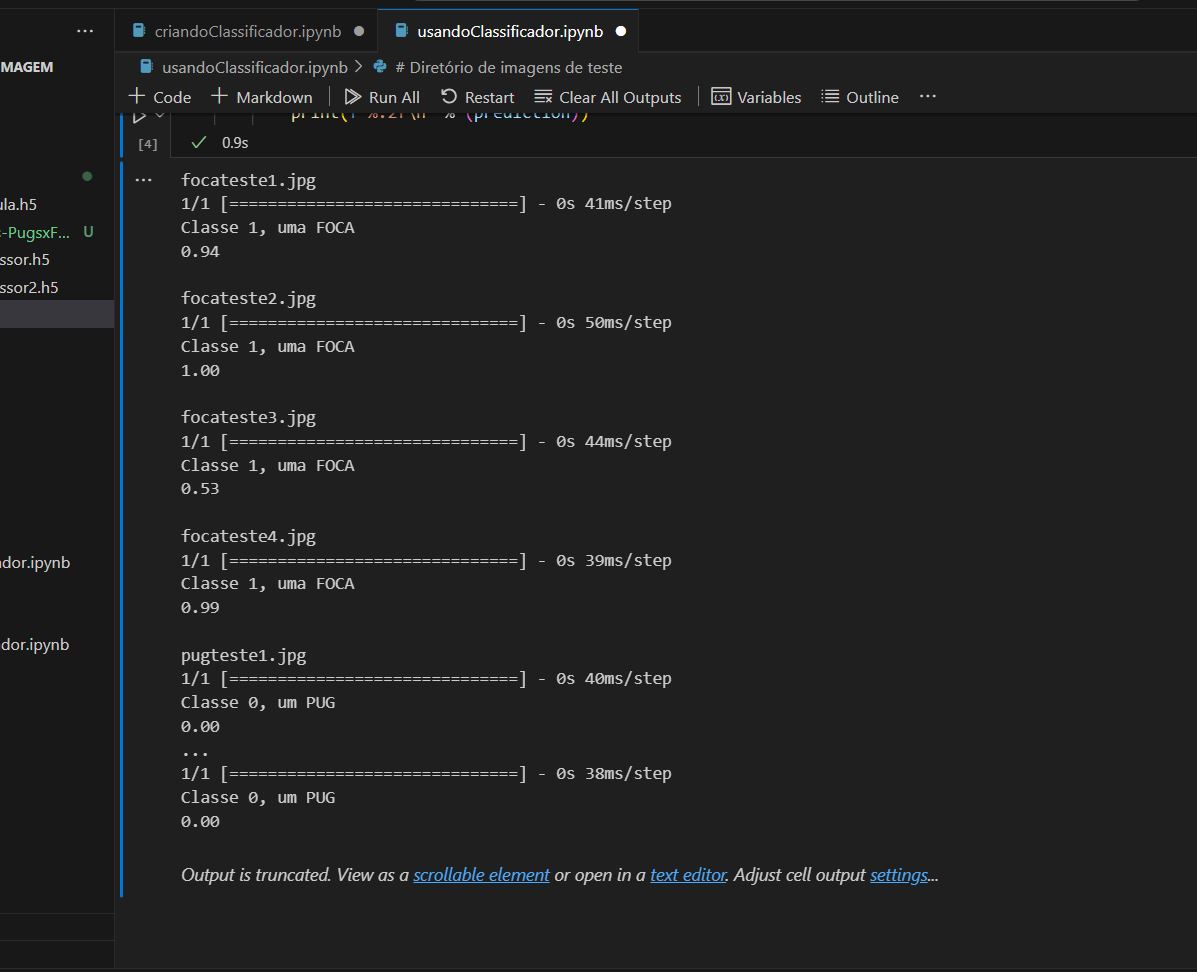 criandoClassificador.ipynb
usandoClassificador.ipynb
MAGEM
usandoClassificador.ipynb > # Diretório de imagens de teste
+ Code + Markdown Run All Restart Clear All Outputs Variables Outline ...
[4] 0.9s
ula.h5
-PugsxF... U
ssor.h5
ssor2.h5
dor.ipynb
dor.ipynb
... focateste1.jpg
1/1 [==============================] - 0s 41ms/step
Classe 1, uma FOCA
0.94
focateste2.jpg
1/1 [==============================] - 0s 50ms/step
Classe 1, uma FOCA
1.00
focateste3.jpg
1/1 [==============================] - 0s 44ms/step
Classe 1, uma FOCA
0.53
focateste4.jpg
1/1 [==============================] - 0s 39ms/step
Classe 1, uma FOCA
0.99
pugteste1.jpg
1/1 [==============================] - 0s 40ms/step
Classe 0, um PUG
0.00
...
1/1 [==============================] - 0s 38ms/step
Classe 0, um PUG
0.00
Output is truncated. View as a scrollable element or open in a text editor. Adjust cell output settings...